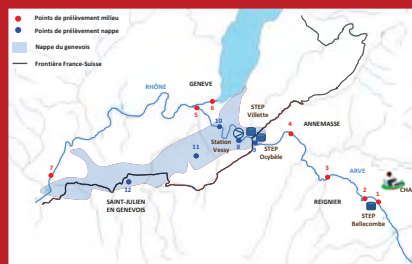 Points de prélèvement milieu
Points de prélèvement nappe
Nappe du genevois
Frontière France-Suisse
GENEVE
RHÔNE
6
5
10
STEP
Villette
4
ANNEMASSE
Station
Vessy
8
9
STEP
Ocybèle
11
3
ARVE
7
12
SAINT-JULIEN
EN GENEVOIS
REIGNIER
2
1
CHA
STEP
Bellecombe